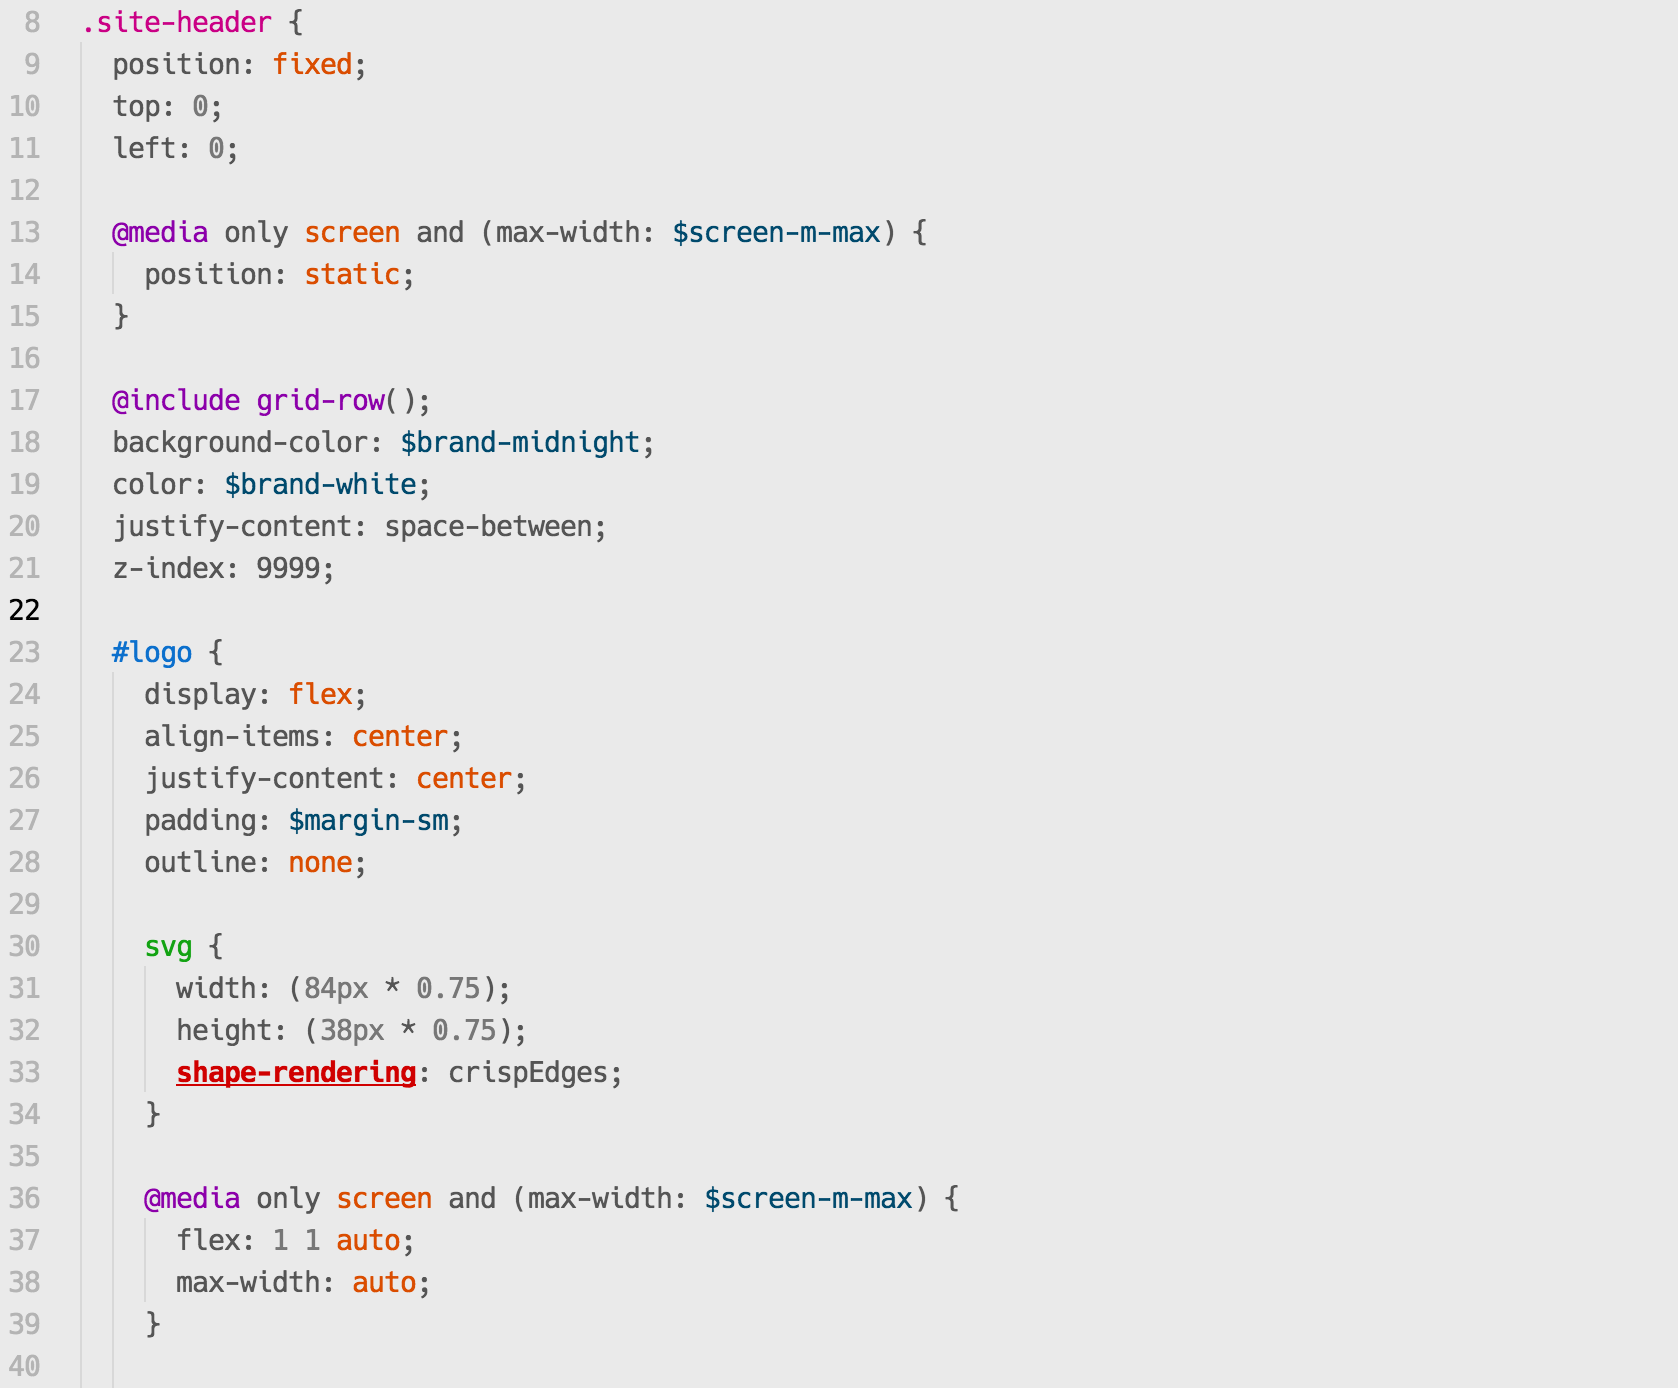 8 .site-header {
9 position: fixed;
10 top: 0;
11 left: 0;
12
13 @media only screen and (max-width: $screen-m-max) {
14 position: static;
15 }
16
17 @include grid-row();
18 background-color: $brand-midnight;
19 color: $brand-white;
20 justify-content: space-between;
21 z-index: 9999;
22
23 #logo {
24 display: flex;
25 align-items: center;
26 justify-content: center;
27 padding: $margin-sm;
28 outline: none;
29
30 svg {
31 width: (84px * 0.75);
32 height: (38px * 0.75);
33 shape-rendering: crispEdges;
34 }
35
36 @media only screen and (max-width: $screen-m-max) {
37 flex: 1 1 auto;
38 max-width: auto;
39 }
40